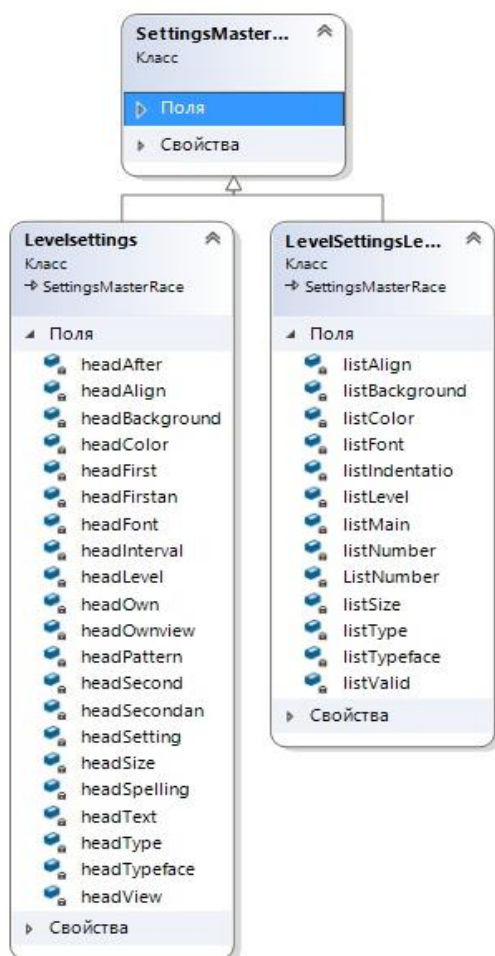 SettingsMaster...
Класс
Поля
Свойства
Levelsettings
Класс
SettingsMasterRace
Поля
headAfter
headAlign
headBackground
headColor
headFirst
headFirstan
headFont
headInterval
headLevel
headOwn
headOwnview
headPattern
headSecond
headSecondan
headSetting
headSize
headSpelling
headText
headType
headTypeface
headView
Свойства
LevelSettingsLe...
Класс
SettingsMasterRace
Поля
listAlign
listBackground
listColor
listFont
listIndentatio
listLevel
listMain
listNumber
ListNumber
listSize
listType
listTypeface
listValid
Свойства